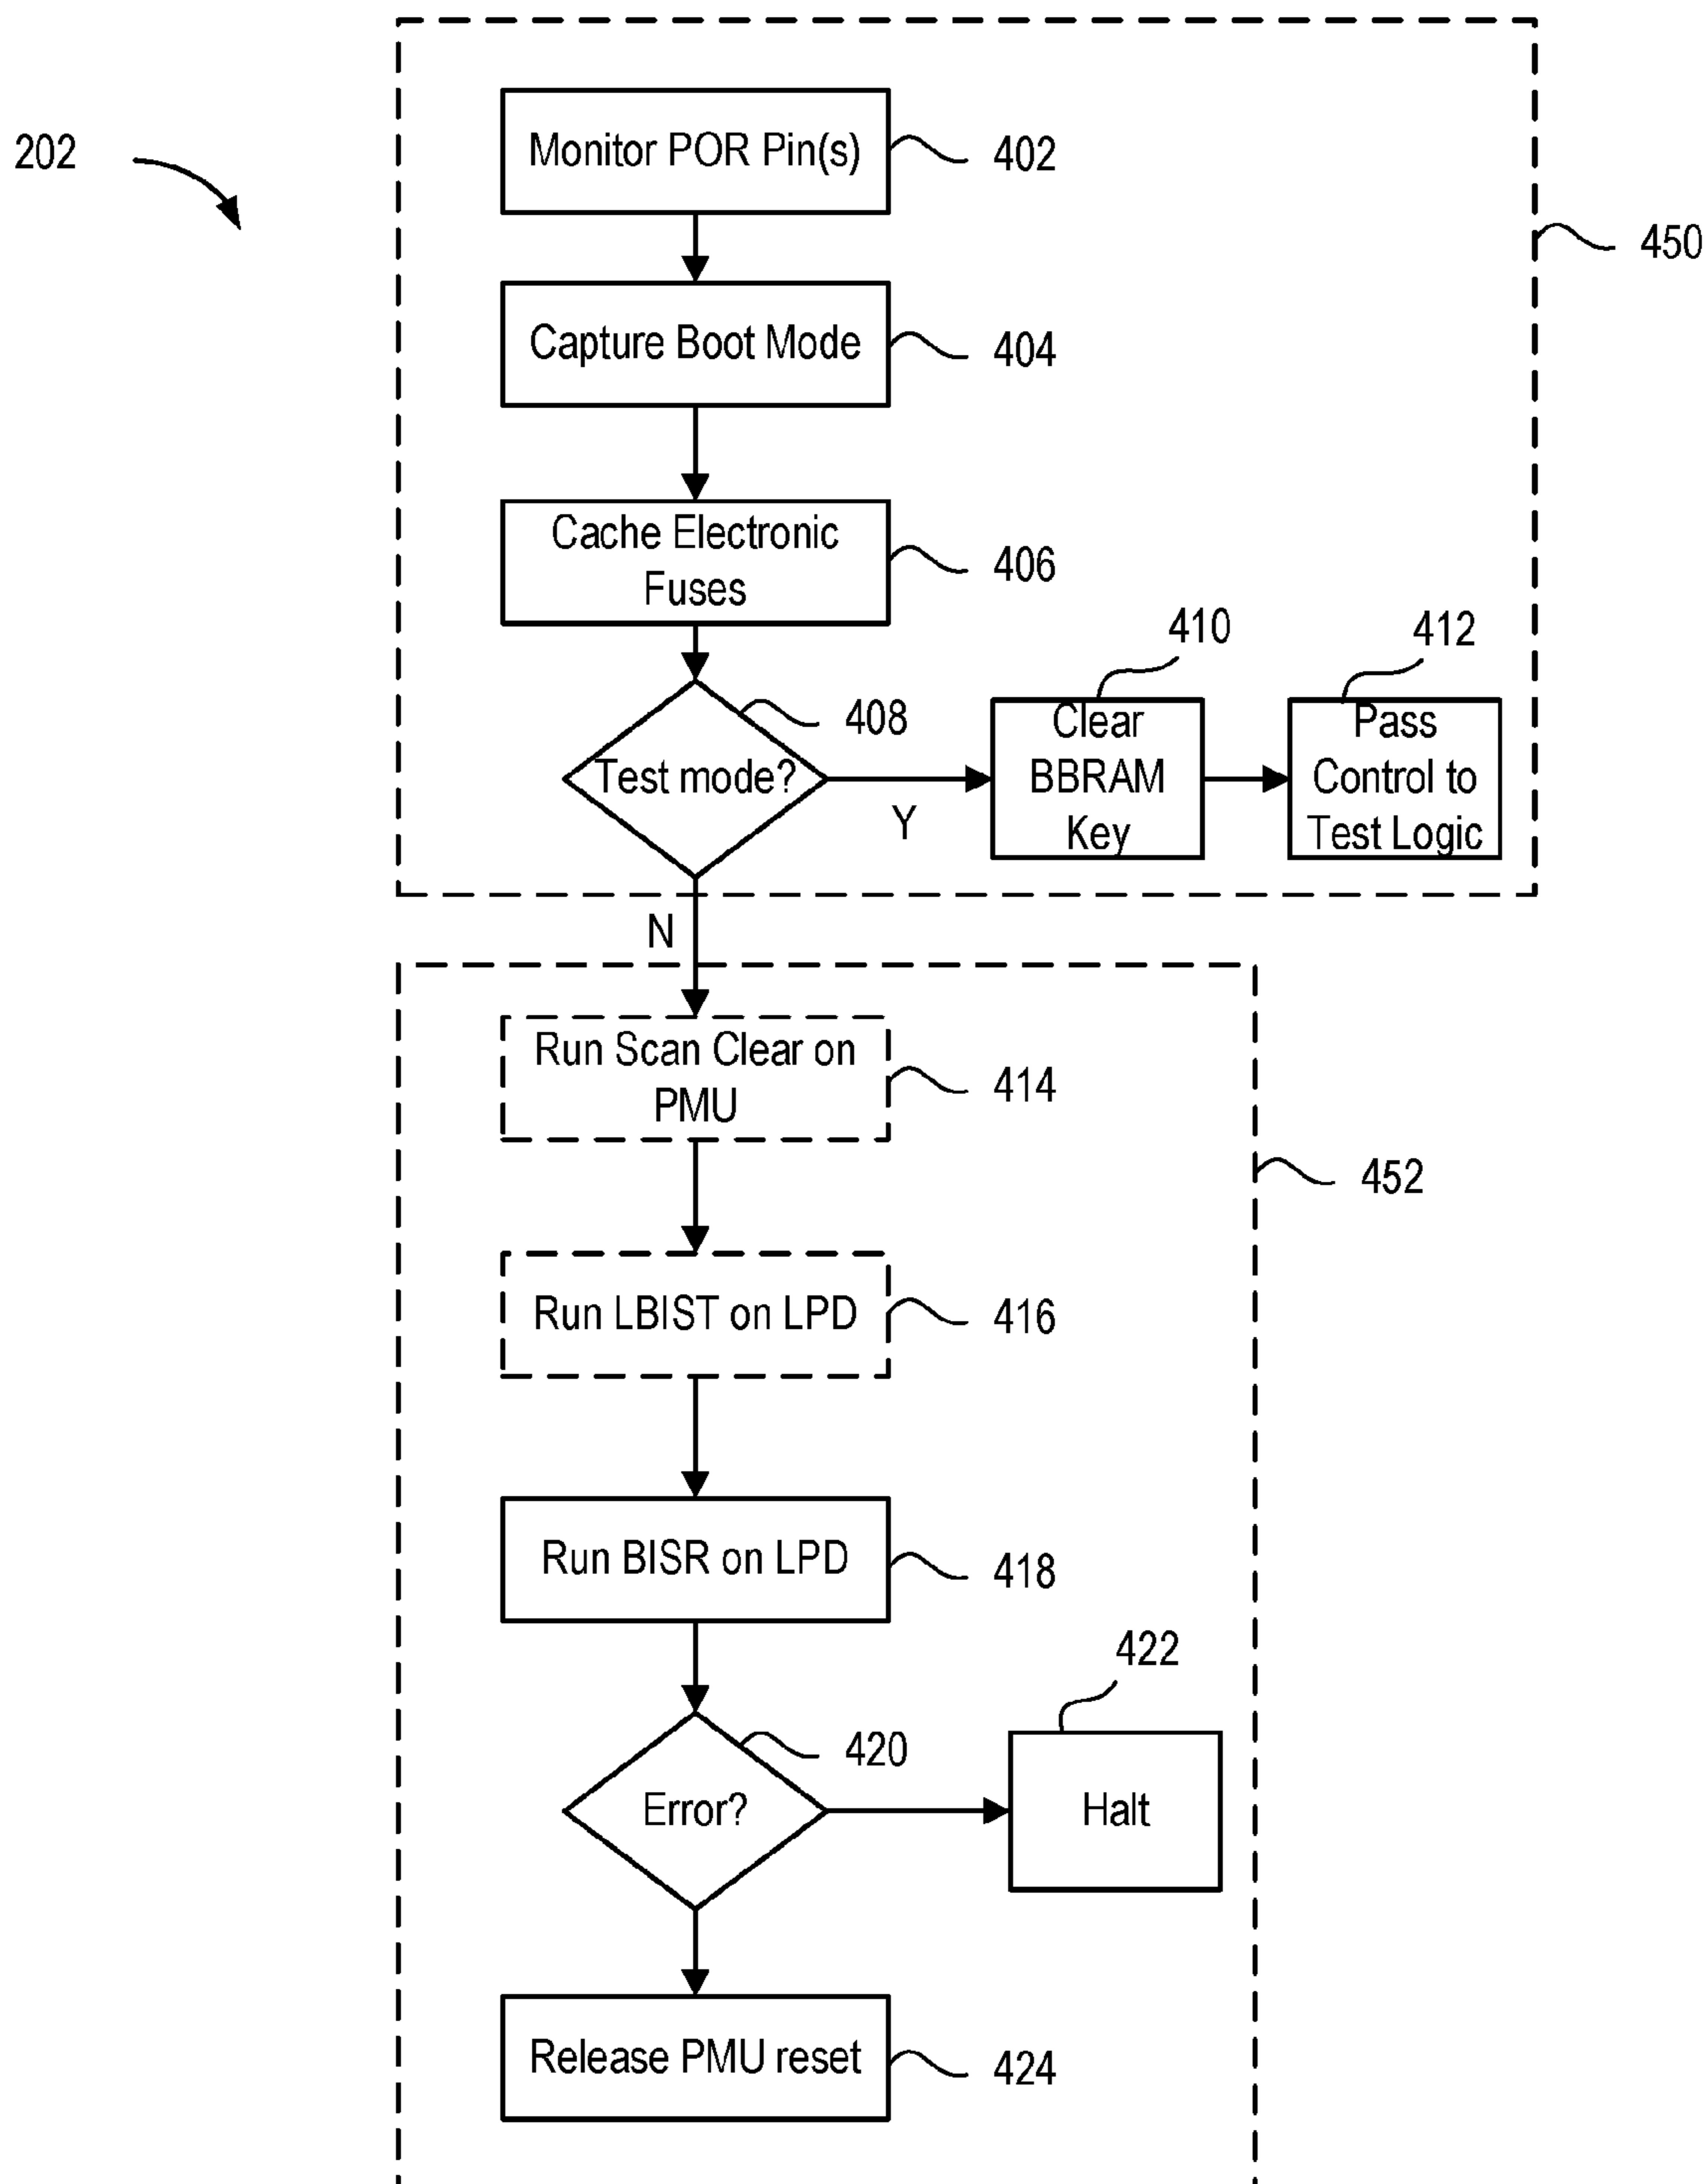 202
Monitor POR Pin(s)
402
450
Capture Boot Mode
404
Cache Electronic
Fuses
406
410
412
408
Test mode?
Y
Clear
BBRAM
Key
Pass
Control to
Test Logic
N
Run Scan Clear on
PMU
414
452
Run LBIST on LPD
416
Run BISR on LPD
418
422
420
Error?
Halt
Release PMU reset
424